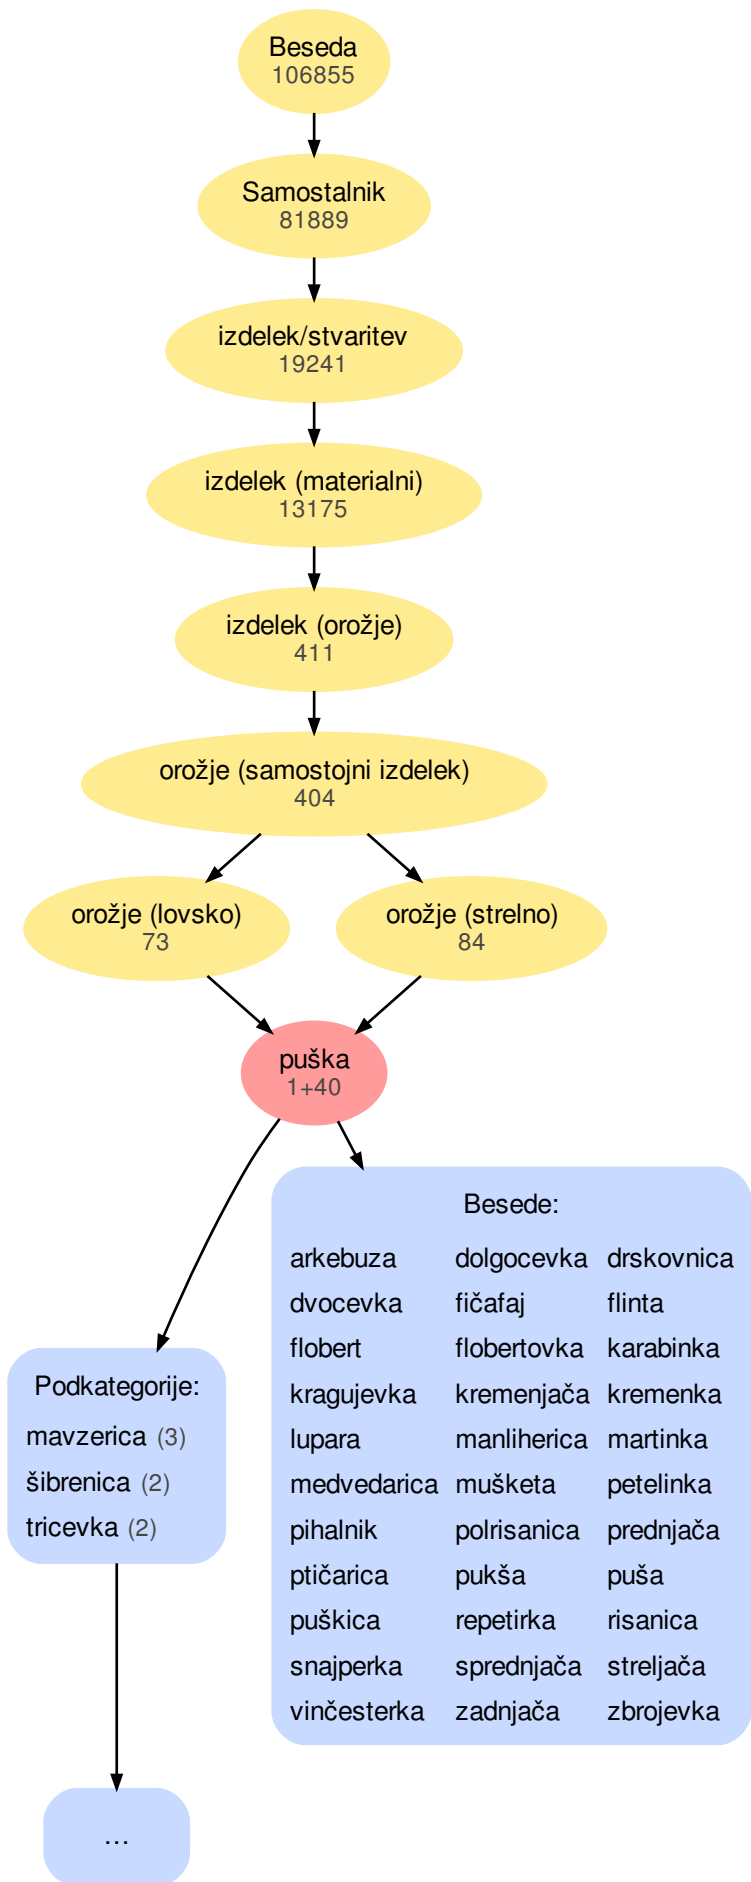 Beseda
106855
Samostalnik
81889
izdelek/stvaritev
19241
izdelek (materialni)
13175
izdelek (orožje)
411
orožje (samostojni izdelek)
404
orožje (lovsko)
73
orožje (strelno)
84
puška
1+40
Besede:
arkebuza dolgocevka drskovnica
dvocevka fičafaj flinta
flobert flobertovka karabinka
kragujevka kremenjača kremenka
lupara manliherica martinka
medvedarica mušketa petelinka
pihalnik polrisanica prednjača
ptičarica pukša puša
puškica repetirka risanica
snajperka sprednjača streljača
vinčesterka zadnjača zbrojevka
Podkategorije:
mavzerica (3)
šibrenica (2)
tricevka (2)
...